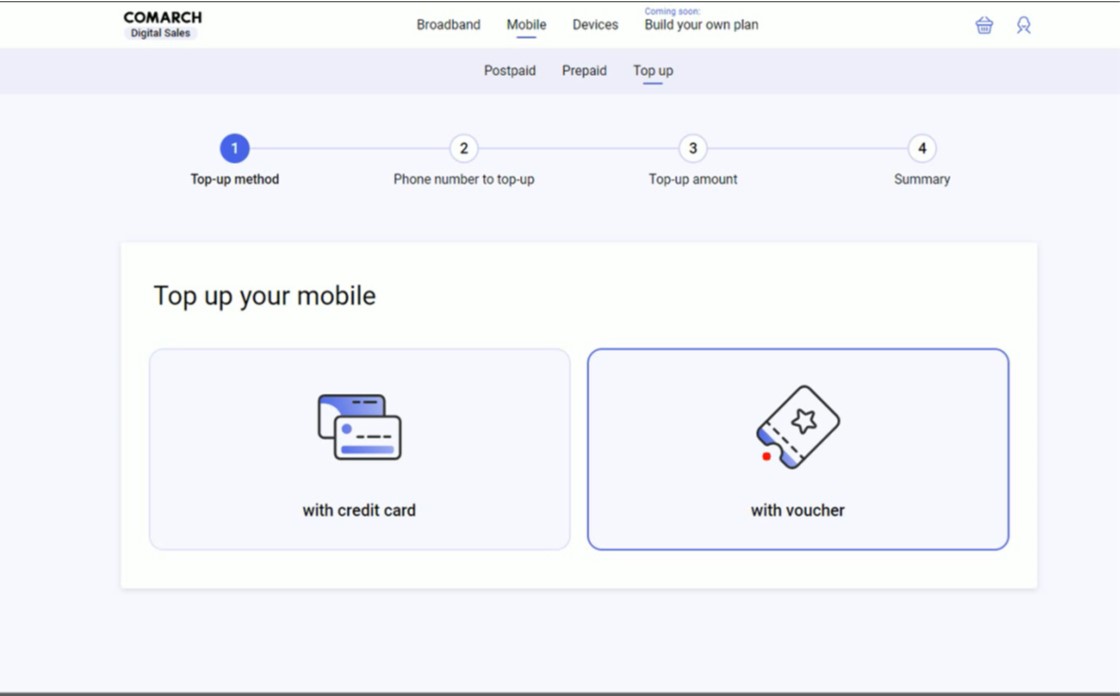 COMARCH
Digital Sales
Broadband
Mobile
Devices
Coming soon:
Build your own plan
Postpaid
Prepaid
Top up
1
2
3
4
Top-up method
Phone number to top-up
Top-up amount
Summary
Top up your mobile
with credit card
with voucher